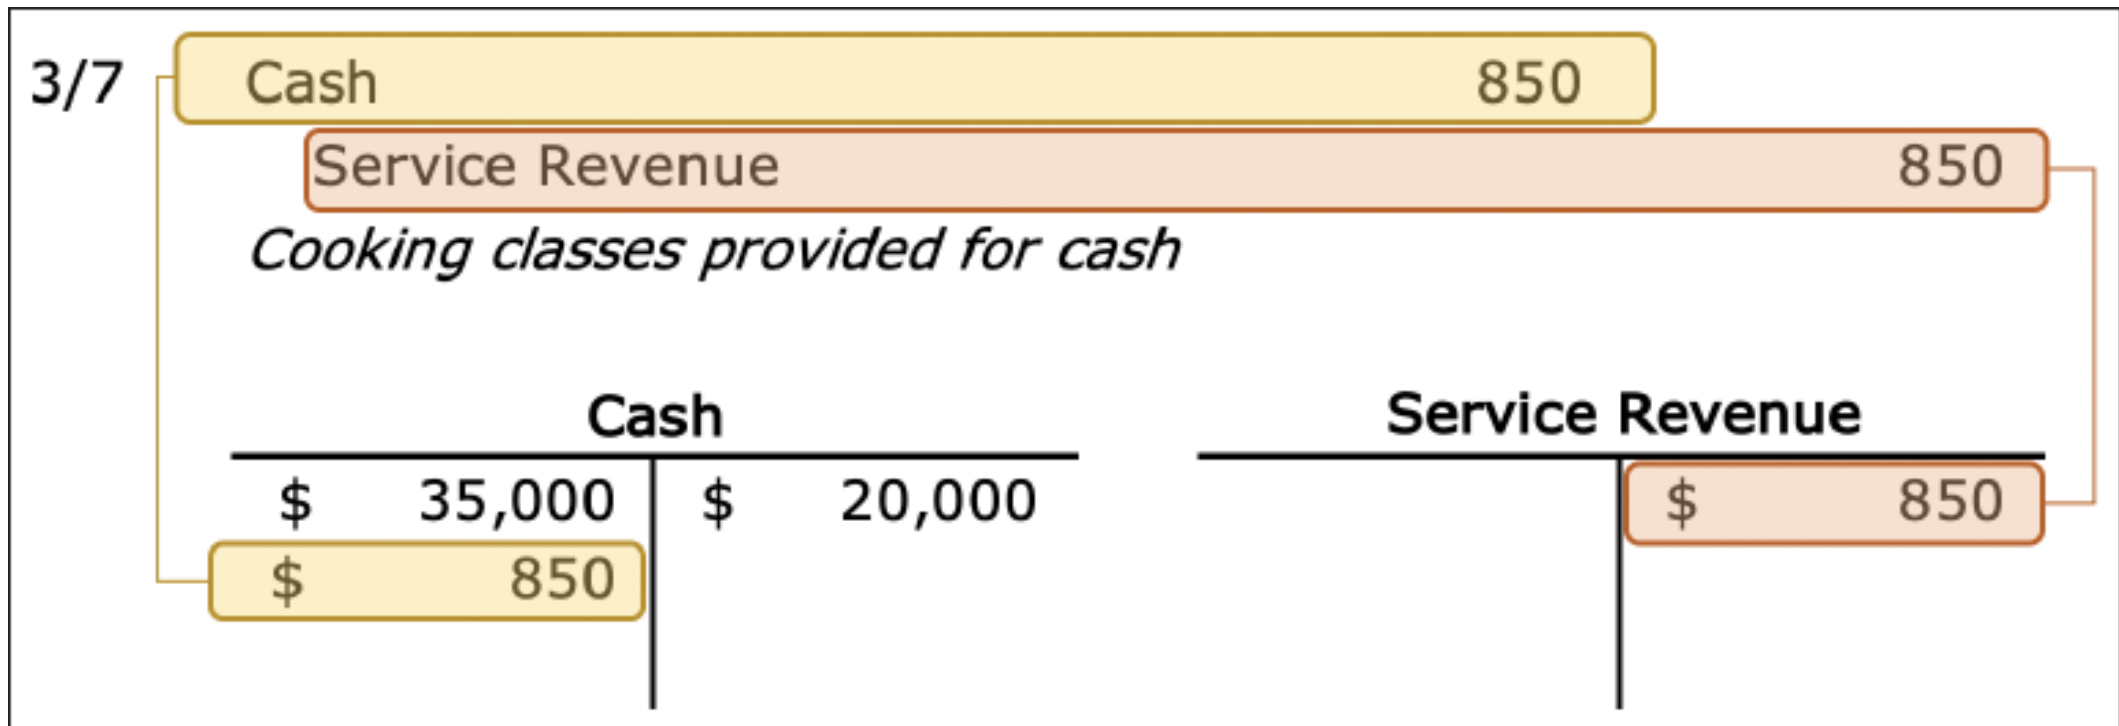 3/7 Cash 850
Service Revenue 850
Cooking classes provided for cash
Cash Service Revenue
$ 35,000 $ 20,000 $ 850
$ 850